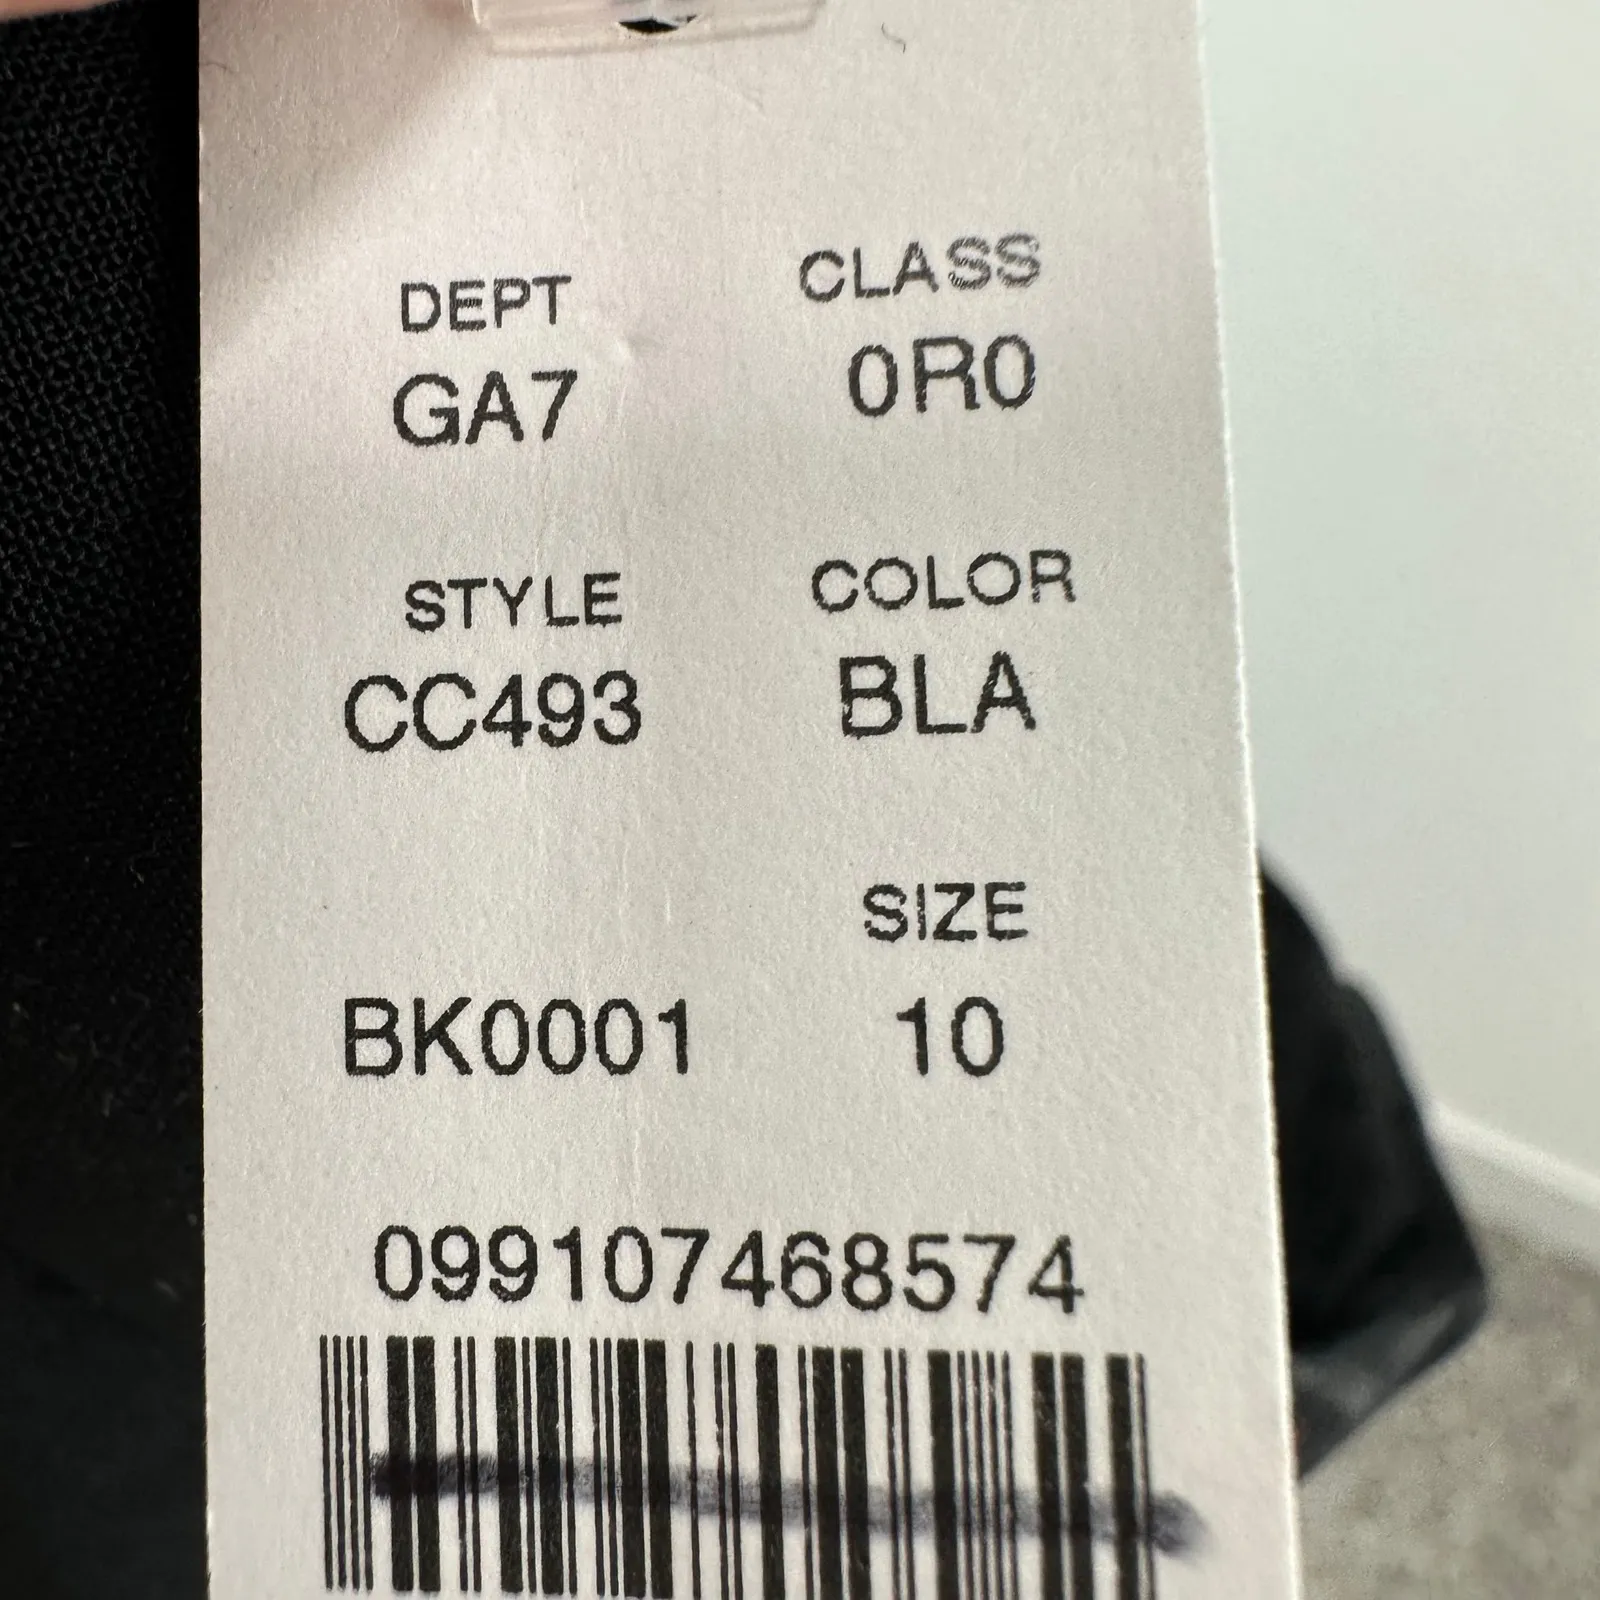 DEPT CLASS
GA7 0R0
STYLE COLOR
CC493 BLA
SIZE
BK0001 10
099107468574